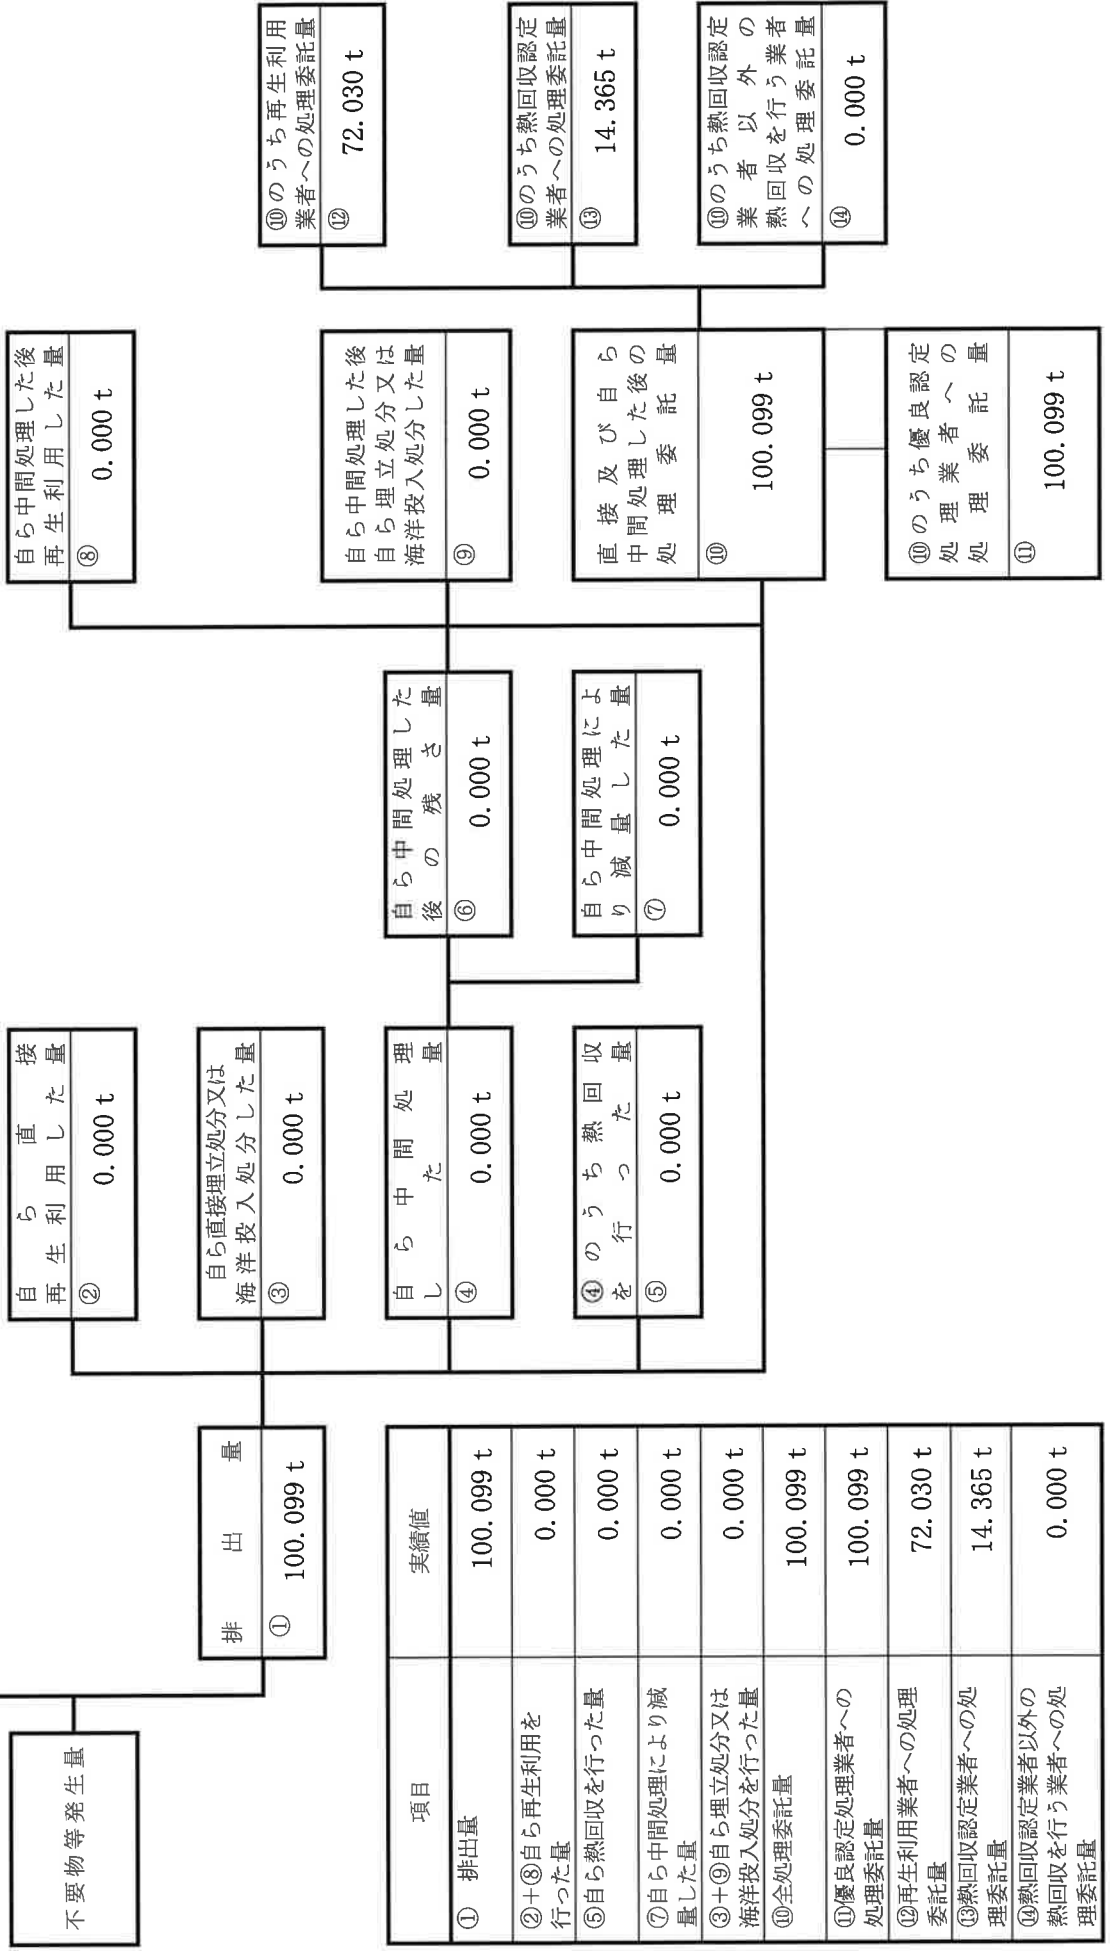 不要物等発生量
排出量
① 100.099 t
自ら直接
再生利用した量
② 0.000 t
自ら直接埋立処分又は
海洋投入処分した量
③ 0.000 t
自ら中間処理
した量
④ 0.000 t
④のうち熱回収
を行った量
⑤ 0.000 t
自ら中間処理した
後の残さ量
⑥ 0.000 t
自ら中間処理によ
り減量した量
⑦ 0.000 t
自ら中間処理した後
再生利用した量
⑧ 0.000 t
自ら中間処理した後
自ら埋立処分又は
海洋投入処分した量
⑨ 0.000 t
直接及び自ら
中間処理した後の
処理委託量
⑩ 100.099 t
⑩のうち優良認定
処理業者への
処理委託量
⑪ 100.099 t
⑩のうち再生利用
業者への処理委託量
⑫ 72.030 t
⑩のうち熱回収認定
業者への処理委託量
⑬ 14.365 t
⑩のうち熱回収認定
業者以外の
熱回収を行う業者
への処理委託量
⑭ 0.000 t
項目 実績値
① 排出量 100.099 t
②+⑧自ら再生利用を
行った量 0.000 t
⑤自ら熱回収を行った量 0.000 t
⑦自ら中間処理により減
量した量 0.000 t
③+⑨自ら埋立処分又は
海洋投入処分を行った量 0.000 t
⑩全処理委託量 100.099 t
⑪優良認定処理業者への
処理委託量 100.099 t
⑫再生利用業者への処理
委託量 72.030 t
⑬熱回収認定業者への処
理委託量 14.365 t
⑭熱回収認定業者以外の
熱回収を行う業者への処
理委託量 0.000 t